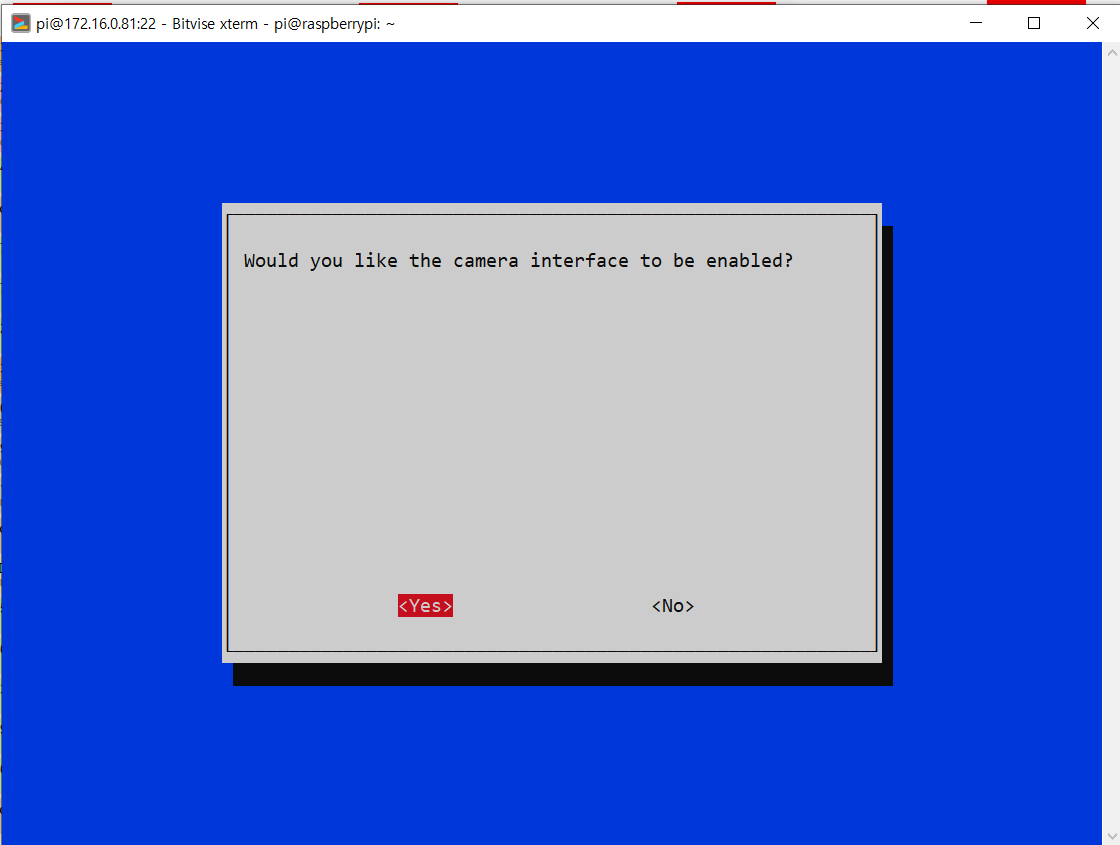 pi@172.16.0.81:22 - Bitvise xterm - pi@raspberrypi: ~
Would you like the camera interface to be enabled?
<Yes> <No>